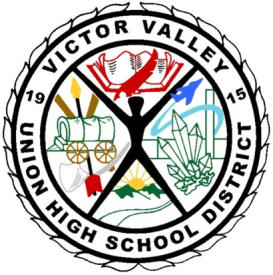 VICTOR VALLEY
19 15
UNION HIGH SCHOOL DISTRICT